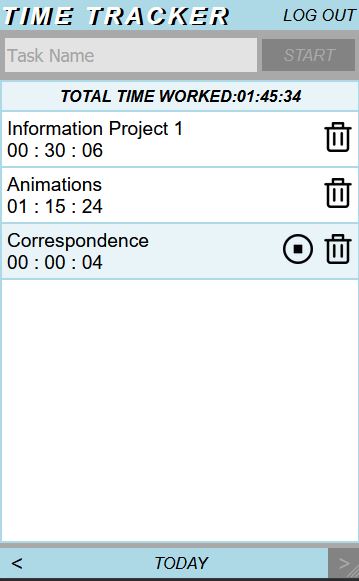 TIME TRACKER LOG OUT
Task Name START
TOTAL TIME WORKED:01:45:34
Information Project 1
00 : 30 : 06
Animations
01 : 15 : 24
Correspondence
00 : 00 : 04
< TODAY >